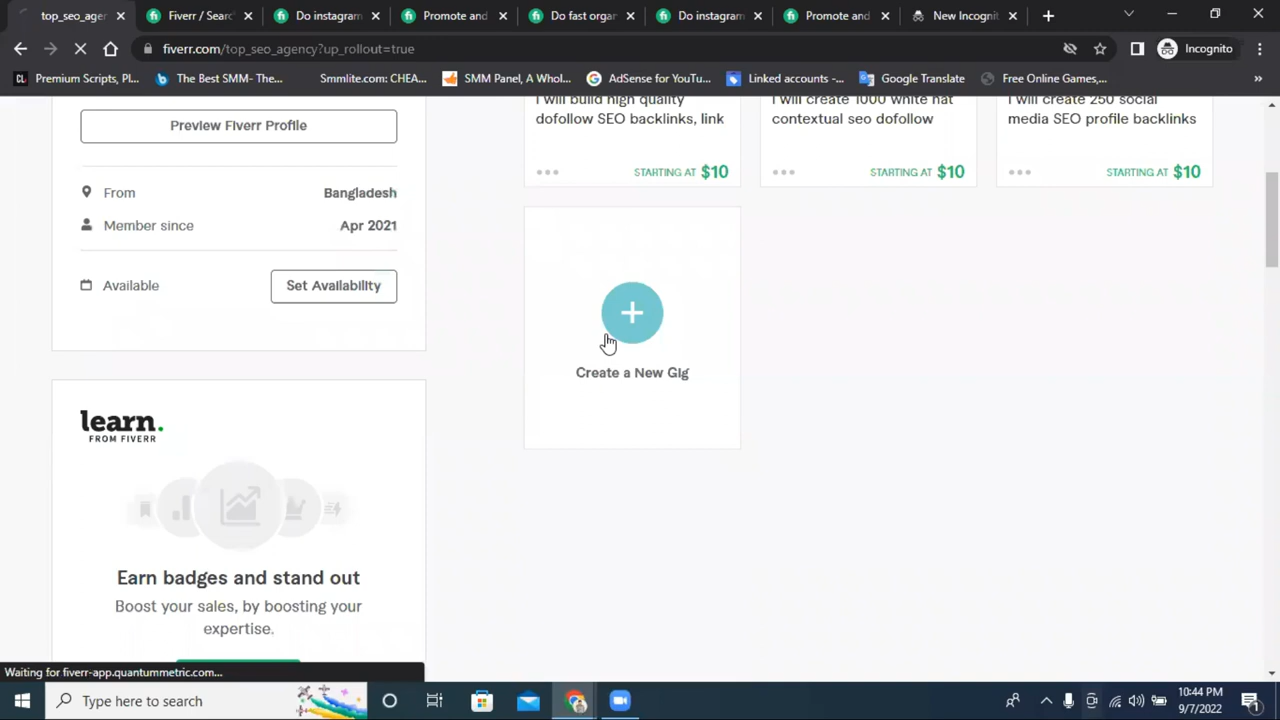 top_seo_ager
Fiverr / Searc
Do instagram
Promote and
Do fast orgar
Do instagram
Promote and
New Incognit
fiverr.com/top_seo_agency?up_rollout=true
Incognito
CL Premium Scripts, Pl...
The Best SMM- The...
Smmlite.com: CHEA...
SMM Panel, A Whol...
AdSense for YouTu...
Linked accounts -...
Google Translate
Free Online Games,...
»
Preview Fiverr Profile
From Bangladesh
Member since Apr 2021
Available Set Availability
learn.
FROM FIVERR
Earn badges and stand out
Boost your sales, by boosting your
expertise.
I will build high quality
dofollow SEO backlinks, link
STARTING AT $10
I will create 1000 white hat
contextual seo dofollow
STARTING AT $10
I will create 250 social
media SEO profile backlinks
STARTING AT $10
Create a New Gig
Waiting for fiverr-app.quantummetric.com...
Type here to search
10:44 PM
9/7/2022
1